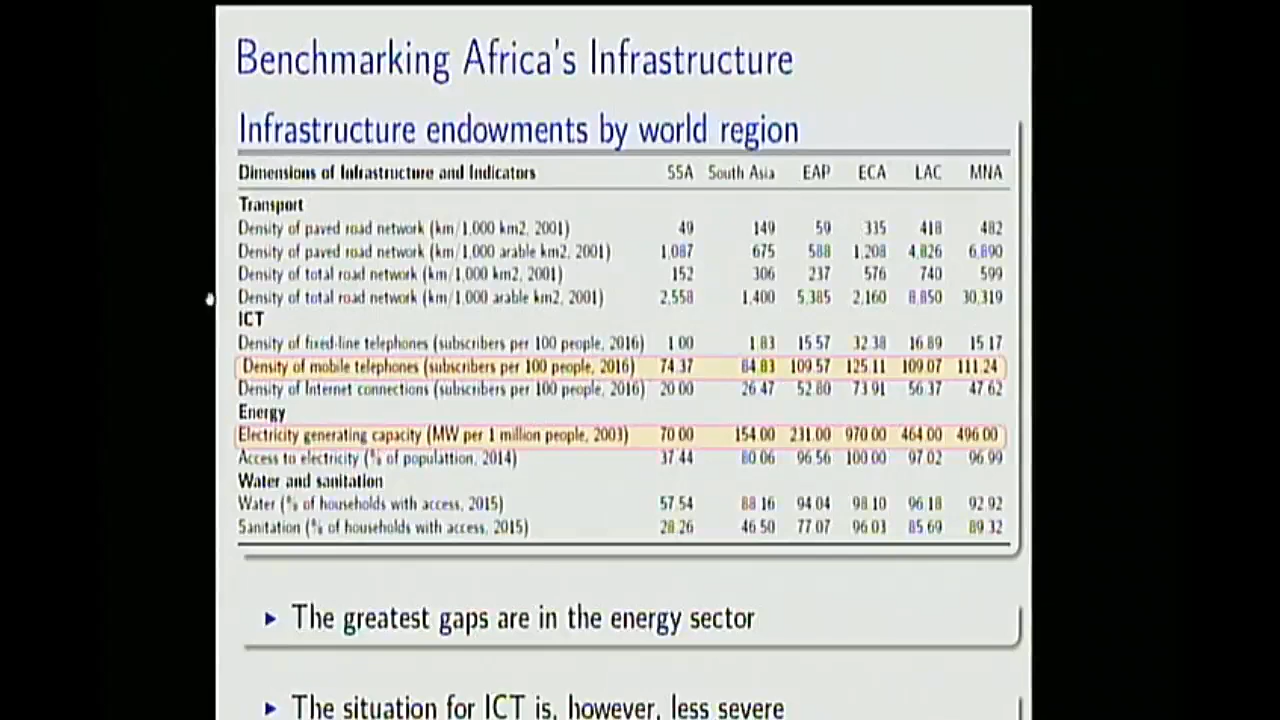 Benchmarking Africa's Infrastructure
Infrastructure endowments by world region
Dimensions of Infrastructure and Indicators SSA South Asia EAP ECA LAC MNA
Transport
Density of paved road network (km/1,000 km2, 2001) 49 149 59 335 418 482
Density of paved road network (km/1,000 arable km2, 2001) 1,087 675 588 1,208 4,826 6,890
Density of total road network (km/1,000 km2, 2001) 152 306 237 576 740 599
Density of total road network (km/1,000 arable km2, 2001) 2,558 1,400 5,385 2,160 8,850 30,319
ICT
Density of fixed-line telephones (subscribers per 100 people, 2016) 1.00 1.83 15.57 32.38 16.89 15.17
Density of mobile telephones (subscribers per 100 people, 2016) 74.37 84.83 109.57 125.11 109.07 111.24
Density of Internet connections (subscribers per 100 people, 2016) 20.00 26.47 52.80 73.91 56.37 47.62
Energy
Electricity generating capacity (MW per 1 million people, 2003) 70.00 154.00 231.00 970.00 464.00 496.00
Access to electricity (% of populattion, 2014) 37.44 80.06 96.56 100.00 97.02 96.99
Water and sanitation
Water (% of households with access, 2015) 57.54 88.16 94.04 98.10 96.18 92.92
Sanitation (% of households with access, 2015) 28.26 46.50 77.07 96.03 85.69 89.32
The greatest gaps are in the energy sector
The situation for ICT is, however, less severe